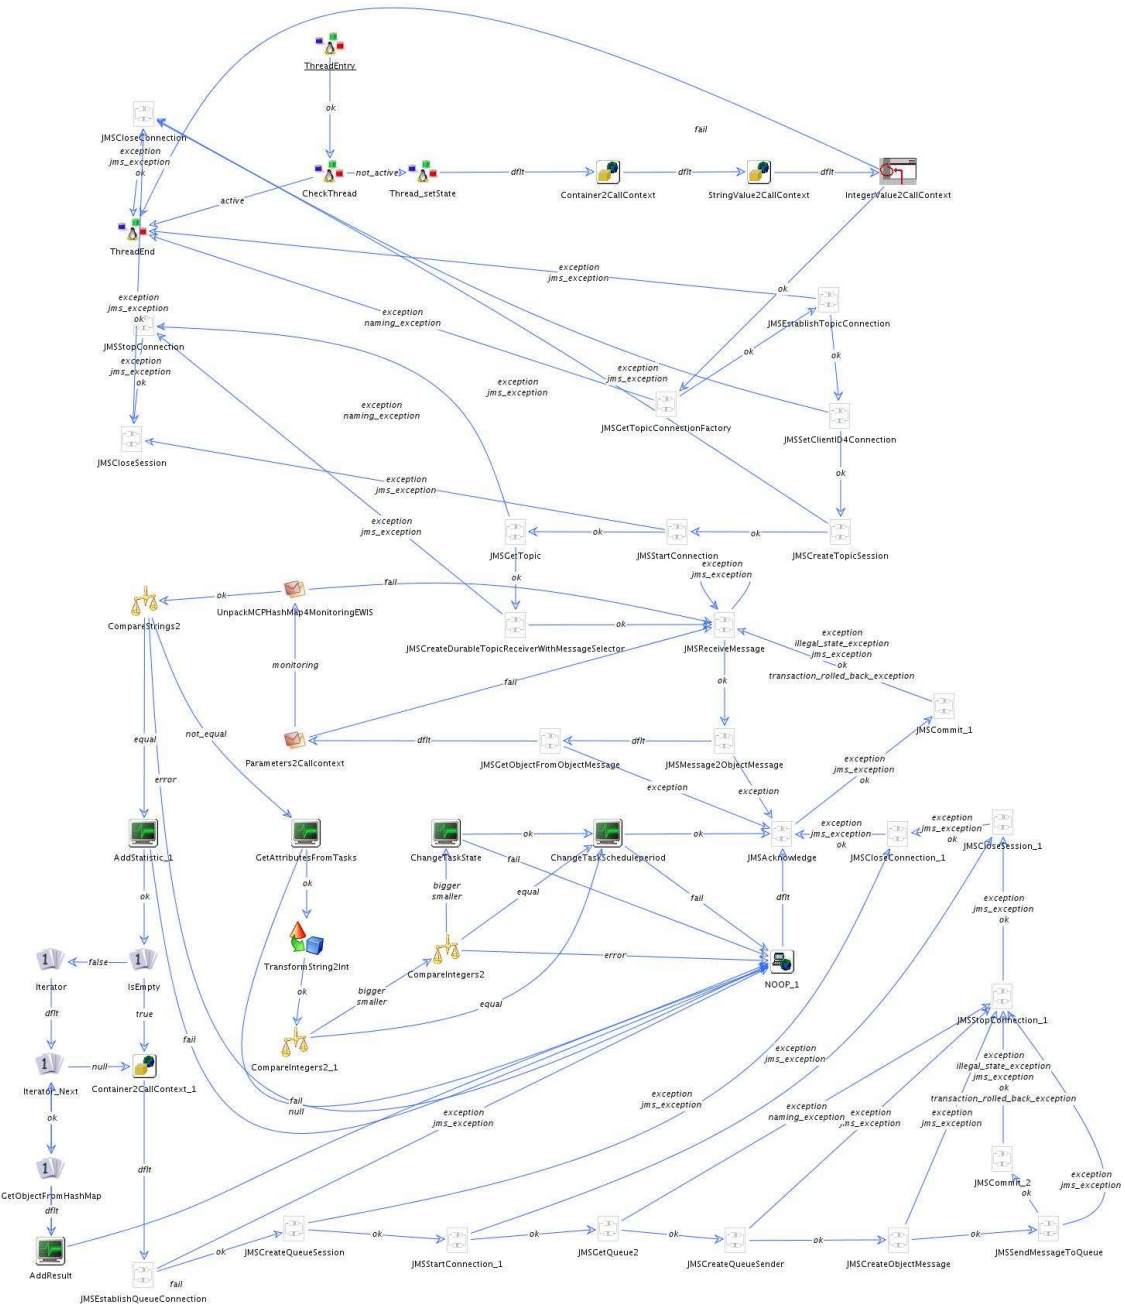 ThreadEntry
ok
JMSCloseConnection
fail
exception
jms_exception
ok
CheckThread
not_active
Thread_setState
dflt
Container2CallContext
dflt
StringValue2CallContext
dflt
IntegerValue2CallContext
active
ThreadEnd
exception
jms_exception
ok
exception
jms_exception
ok
JMSEstablishTopicConnection
exception
naming_exception
JMSStopConnection
exception
jms_exception
ok
ok
ok
exception
jms_exception
exception
jms_exception
exception
naming_exception
JMSGetTopicConnectionFactory
JMSSetClientID4Connection
JMSCloseSession
ok
exception
jms_exception
exception
jms_exception
JMSGetTopic
ok
JMSStartConnection
ok
JMSCreateTopicSession
exception
jms_exception
ok
fail
ok
UnpackMCPHashMap4MonitoringEWIS
CompareStrings2
ok
JMSCreateDurableTopicReceiverWithMessageSelector
JMSReceiveMessage
exception
illegal_state_exception
jms_exception
ok
transaction_rolled_back_exception
monitoring
fail
ok
JMSCommit_1
equal
not_equal
dflt
dflt
Parameters2Callcontext
JMSGetObjectFromObjectMessage
JMSMessage2ObjectMessage
error
exception
exception
exception
jms_exception
ok
AddStatistic_1
GetAttributesFromTasks
ChangeTaskState
ok
ChangeTaskScheduleperiod
ok
JMSAcknowledge
exception
jms_exception
ok
JMSCloseConnection_1
exception
jms_exception
ok
JMSCloseSession_1
fail
ok
ok
bigger
smaller
equal
fail
dflt
exception
jms_exception
ok
Iterator
false
IsEmpty
TransformString2Int
CompareIntegers2
error
NOOP_1
ok
bigger
smaller
equal
dflt
true
JMSStopConnection_1
fail
Iterator_Next
null
Container2CallContext_1
CompareIntegers2_1
exception
jms_exception
exception
illegal_state_exception
jms_exception
ok
transaction_rolled_back_exception
ok
fail
null
exception
jms_exception
exception
jms_exception
exception
naming_exception
exception
jms_exception
exception
jms_exception
GetObjectFromHashMap
dflt
JMSCommit_2
exception
jms_exception
ok
dflt
AddResult
ok
JMSCreateQueueSession
ok
JMSStartConnection_1
ok
JMSGetQueue2
ok
JMSCreateQueueSender
ok
JMSCreateObjectMessage
ok
JMSSendMessageToQueue
fail
JMSEstablishQueueConnection